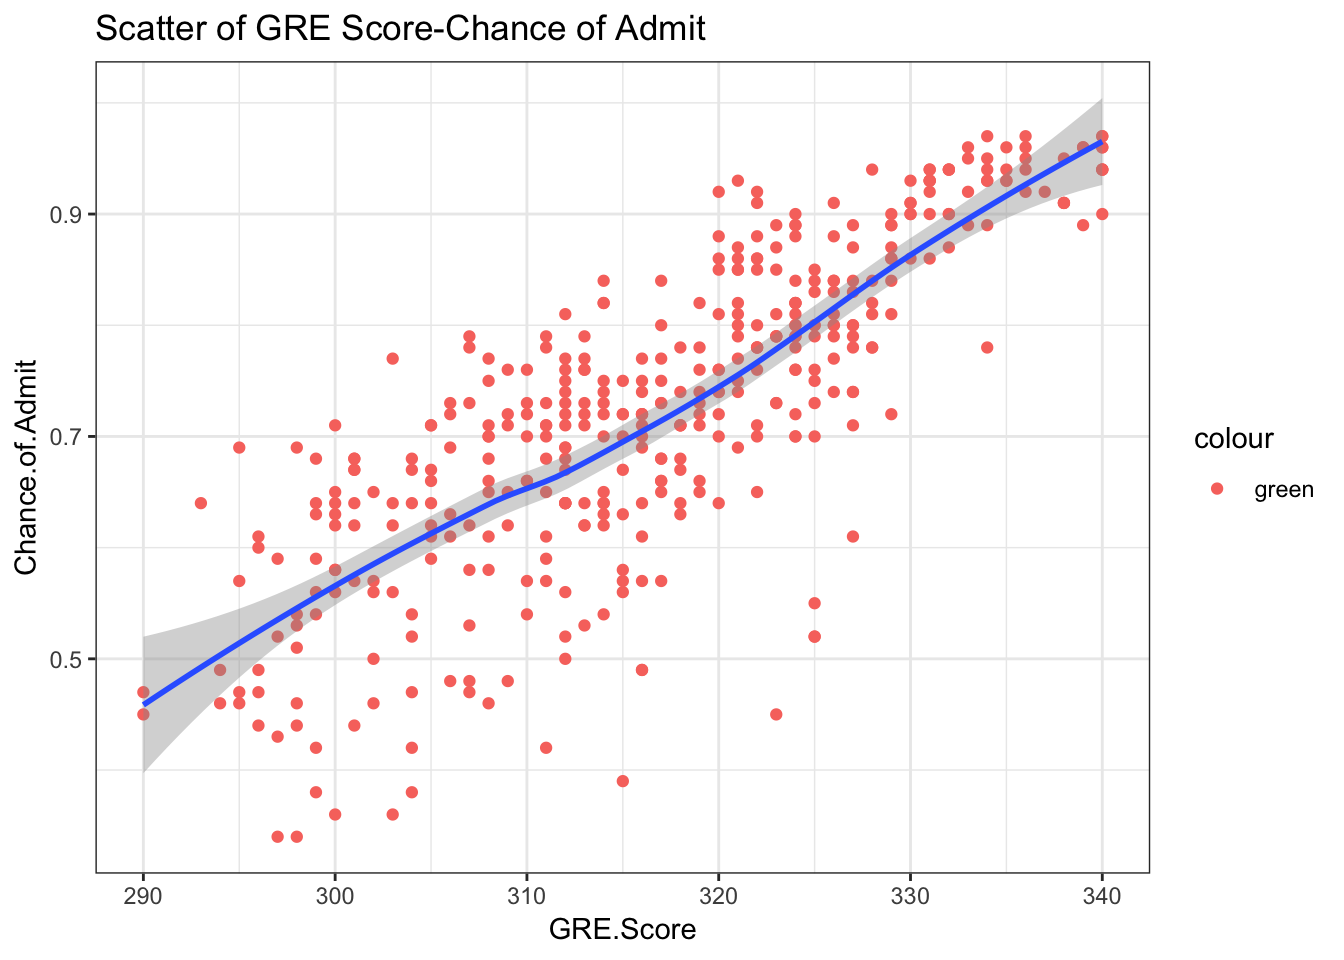 Scatter of GRE Score-Chance of Admit
Chance.of.Admit
0.9
0.7
0.5
290 300 310 320 330 340
GRE.Score
colour
green